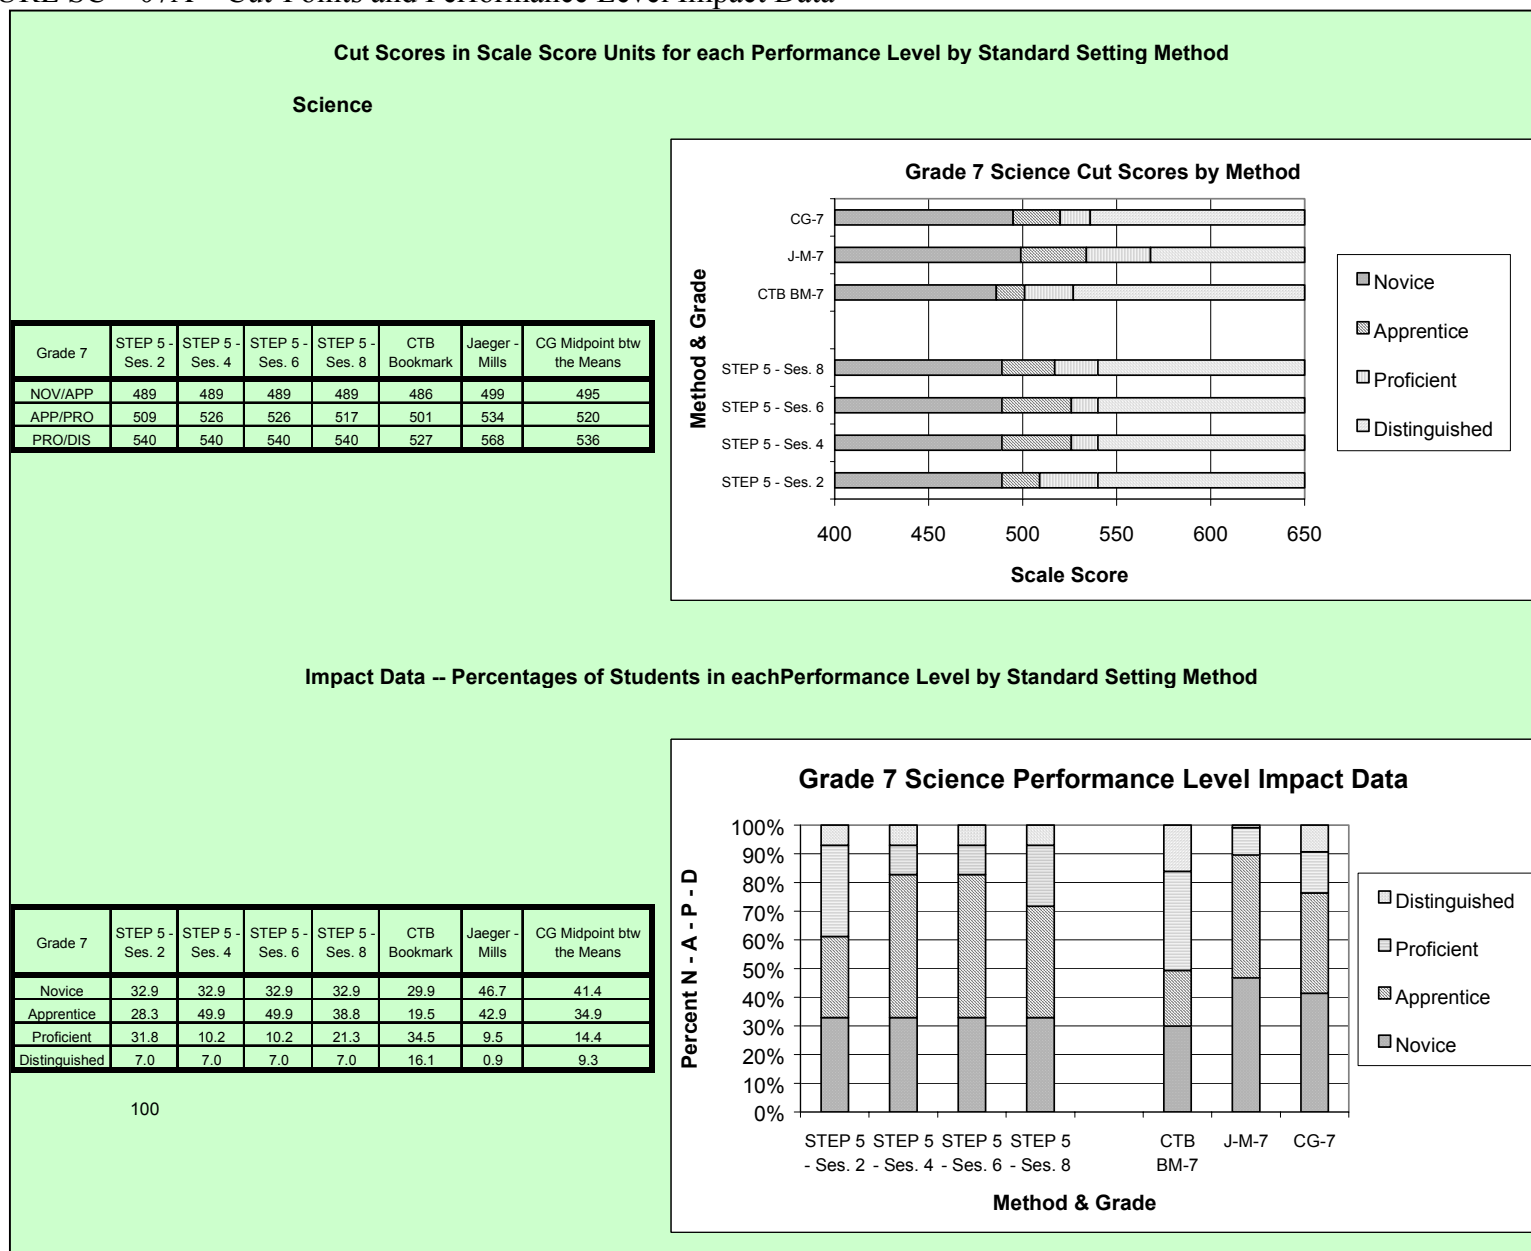 Cut Points and Performance Level Impact Data
Cut Scores in Scale Score Units for each Performance Level by Standard Setting Method
Science
Grade 7 STEP 5 - Ses. 2 STEP 5 - Ses. 4 STEP 5 - Ses. 6 STEP 5 - Ses. 8 CTB Bookmark Jaeger - Mills CG Midpoint btw the Means
NOV/APP 489 489 489 489 486 499 495
APP/PRO 509 526 526 517 501 534 520
PRO/DIS 540 540 540 540 527 568 536
Grade 7 Science Cut Scores by Method
Method & Grade
CG-7
J-M-7
CTB BM-7
STEP 5 - Ses. 8
STEP 5 - Ses. 6
STEP 5 - Ses. 4
STEP 5 - Ses. 2
400 450 500 550 600 650
Scale Score
Novice
Apprentice
Proficient
Distinguished
Impact Data -- Percentages of Students in eachPerformance Level by Standard Setting Method
Grade 7 STEP 5 - Ses. 2 STEP 5 - Ses. 4 STEP 5 - Ses. 6 STEP 5 - Ses. 8 CTB Bookmark Jaeger - Mills CG Midpoint btw the Means
Novice 32.9 32.9 32.9 32.9 29.9 46.7 41.4
Apprentice 28.3 49.9 49.9 38.8 19.5 42.9 34.9
Proficient 31.8 10.2 10.2 21.3 34.5 9.5 14.4
Distinguished 7.0 7.0 7.0 7.0 16.1 0.9 9.3
100
Grade 7 Science Performance Level Impact Data
Percent N - A - P - D
100%
90%
80%
70%
60%
50%
40%
30%
20%
10%
0%
STEP 5 STEP 5 STEP 5 STEP 5 CTB J-M-7 CG-7
- Ses. 2 - Ses. 4 - Ses. 6 - Ses. 8 BM-7
Method & Grade
Distinguished
Proficient
Apprentice
Novice